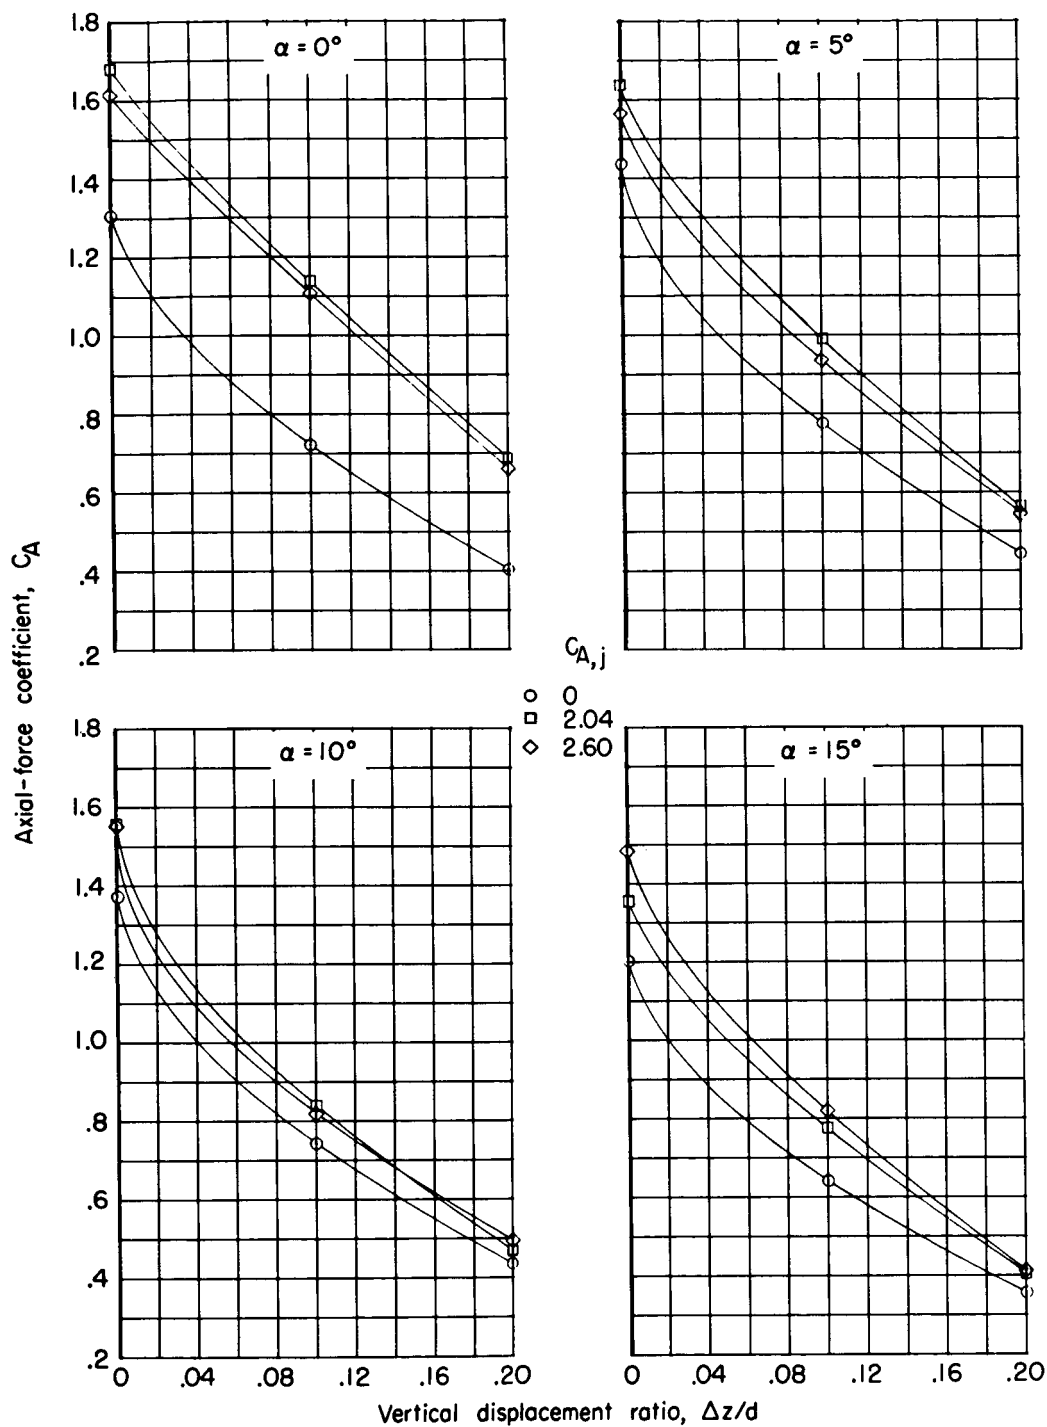 α = 0°
α = 5°
1.8
1.6
1.4
1.2
1.0
.8
.6
.4
.2
Axial-force coefficient, C_A
C_A,j
○ 0
□ 2.04
◇ 2.60
α = 10°
α = 15°
1.8
1.6
1.4
1.2
1.0
.8
.6
.4
.2
0 .04 .08 .12 .16 .20
0 .04 .08 .12 .16 .20
Vertical displacement ratio, Δz/d